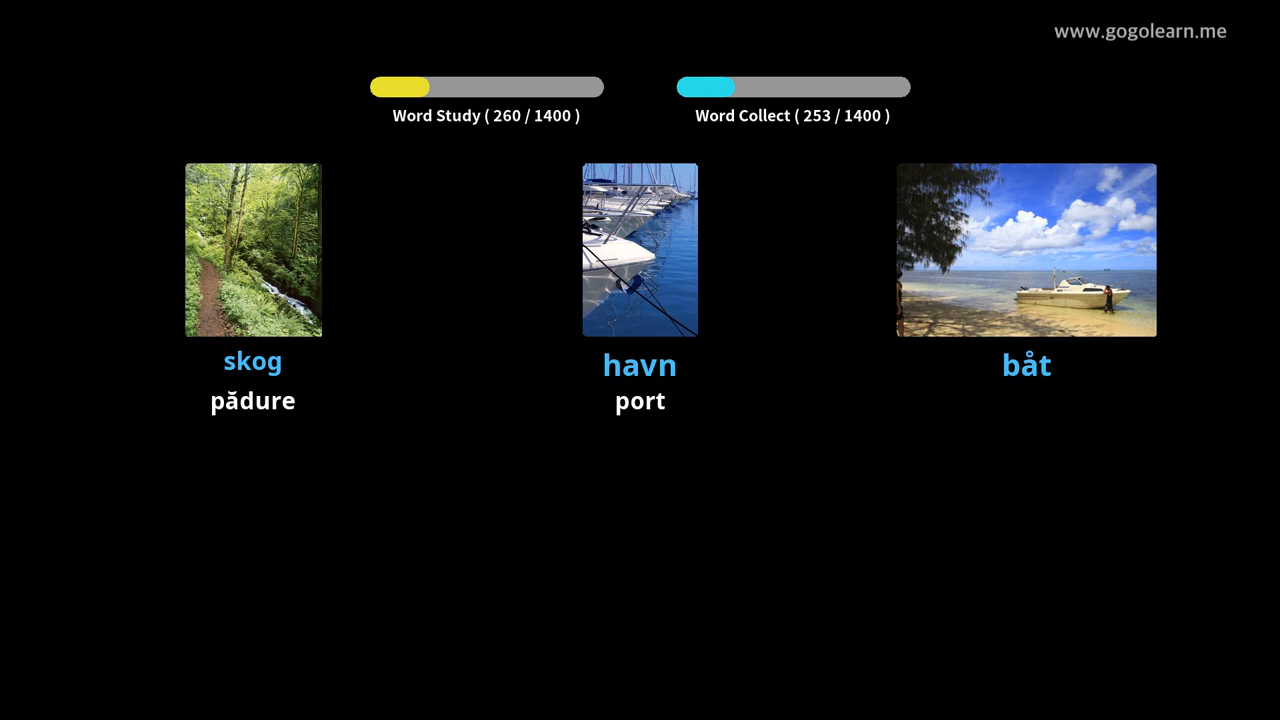 www.gogolearn.me
Word Study ( 260 / 1400 )
Word Collect ( 253 / 1400 )
skog
pădure
havn
port
båt